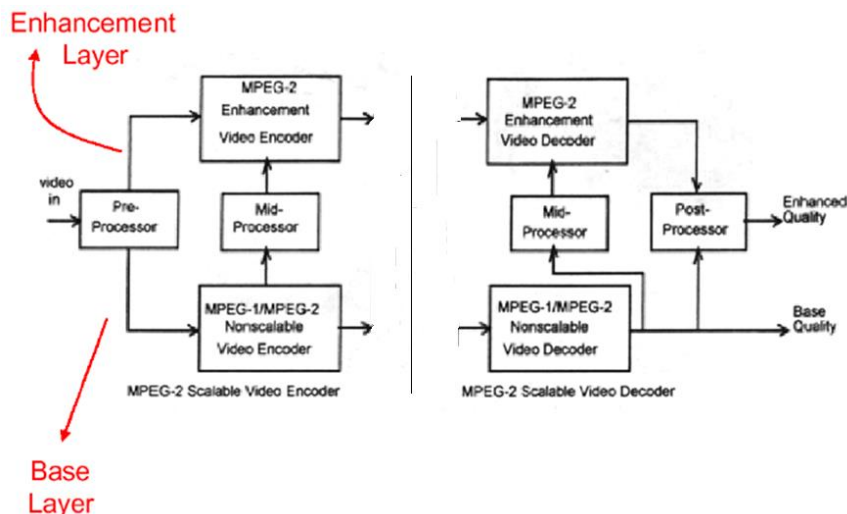 Enhancement
Layer
MPEG-2
Enhancement
Video Encoder
video
in
Pre-
Processor
Mid-
Processor
MPEG-1/MPEG-2
Nonscalable
Video Encoder
MPEG-2 Scalable Video Encoder
MPEG-2
Enhancement
Video Decoder
Mid-
Processor
Post-
Processor
Enhanced
Quality
MPEG-1/MPEG-2
Nonscalable
Video Decoder
Base
Quality
MPEG-2 Scalable Video Decoder
Base
Layer